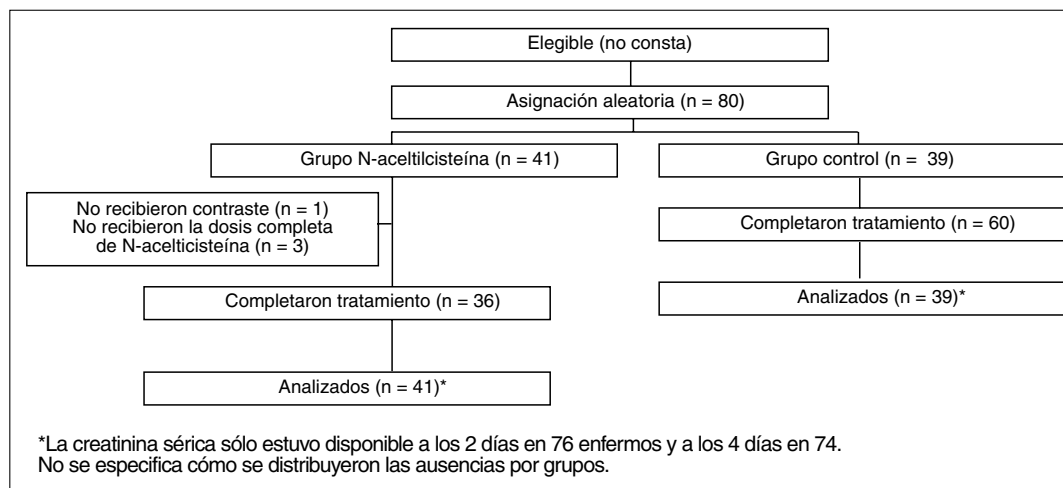 Elegible (no consta)
Asignación aleatoria (n = 80)
Grupo N-aceltilcisteína (n = 41)
Grupo control (n = 39)
No recibieron contraste (n = 1)
No recibieron la dosis completa
de N-acelticisteína (n = 3)
Completaron tratamiento (n = 60)
Completaron tratamiento (n = 36)
Analizados (n = 39)*
Analizados (n = 41)*
*La creatinina sérica sólo estuvo disponible a los 2 días en 76 enfermos y a los 4 días en 74.
No se especifica cómo se distribuyeron las ausencias por grupos.